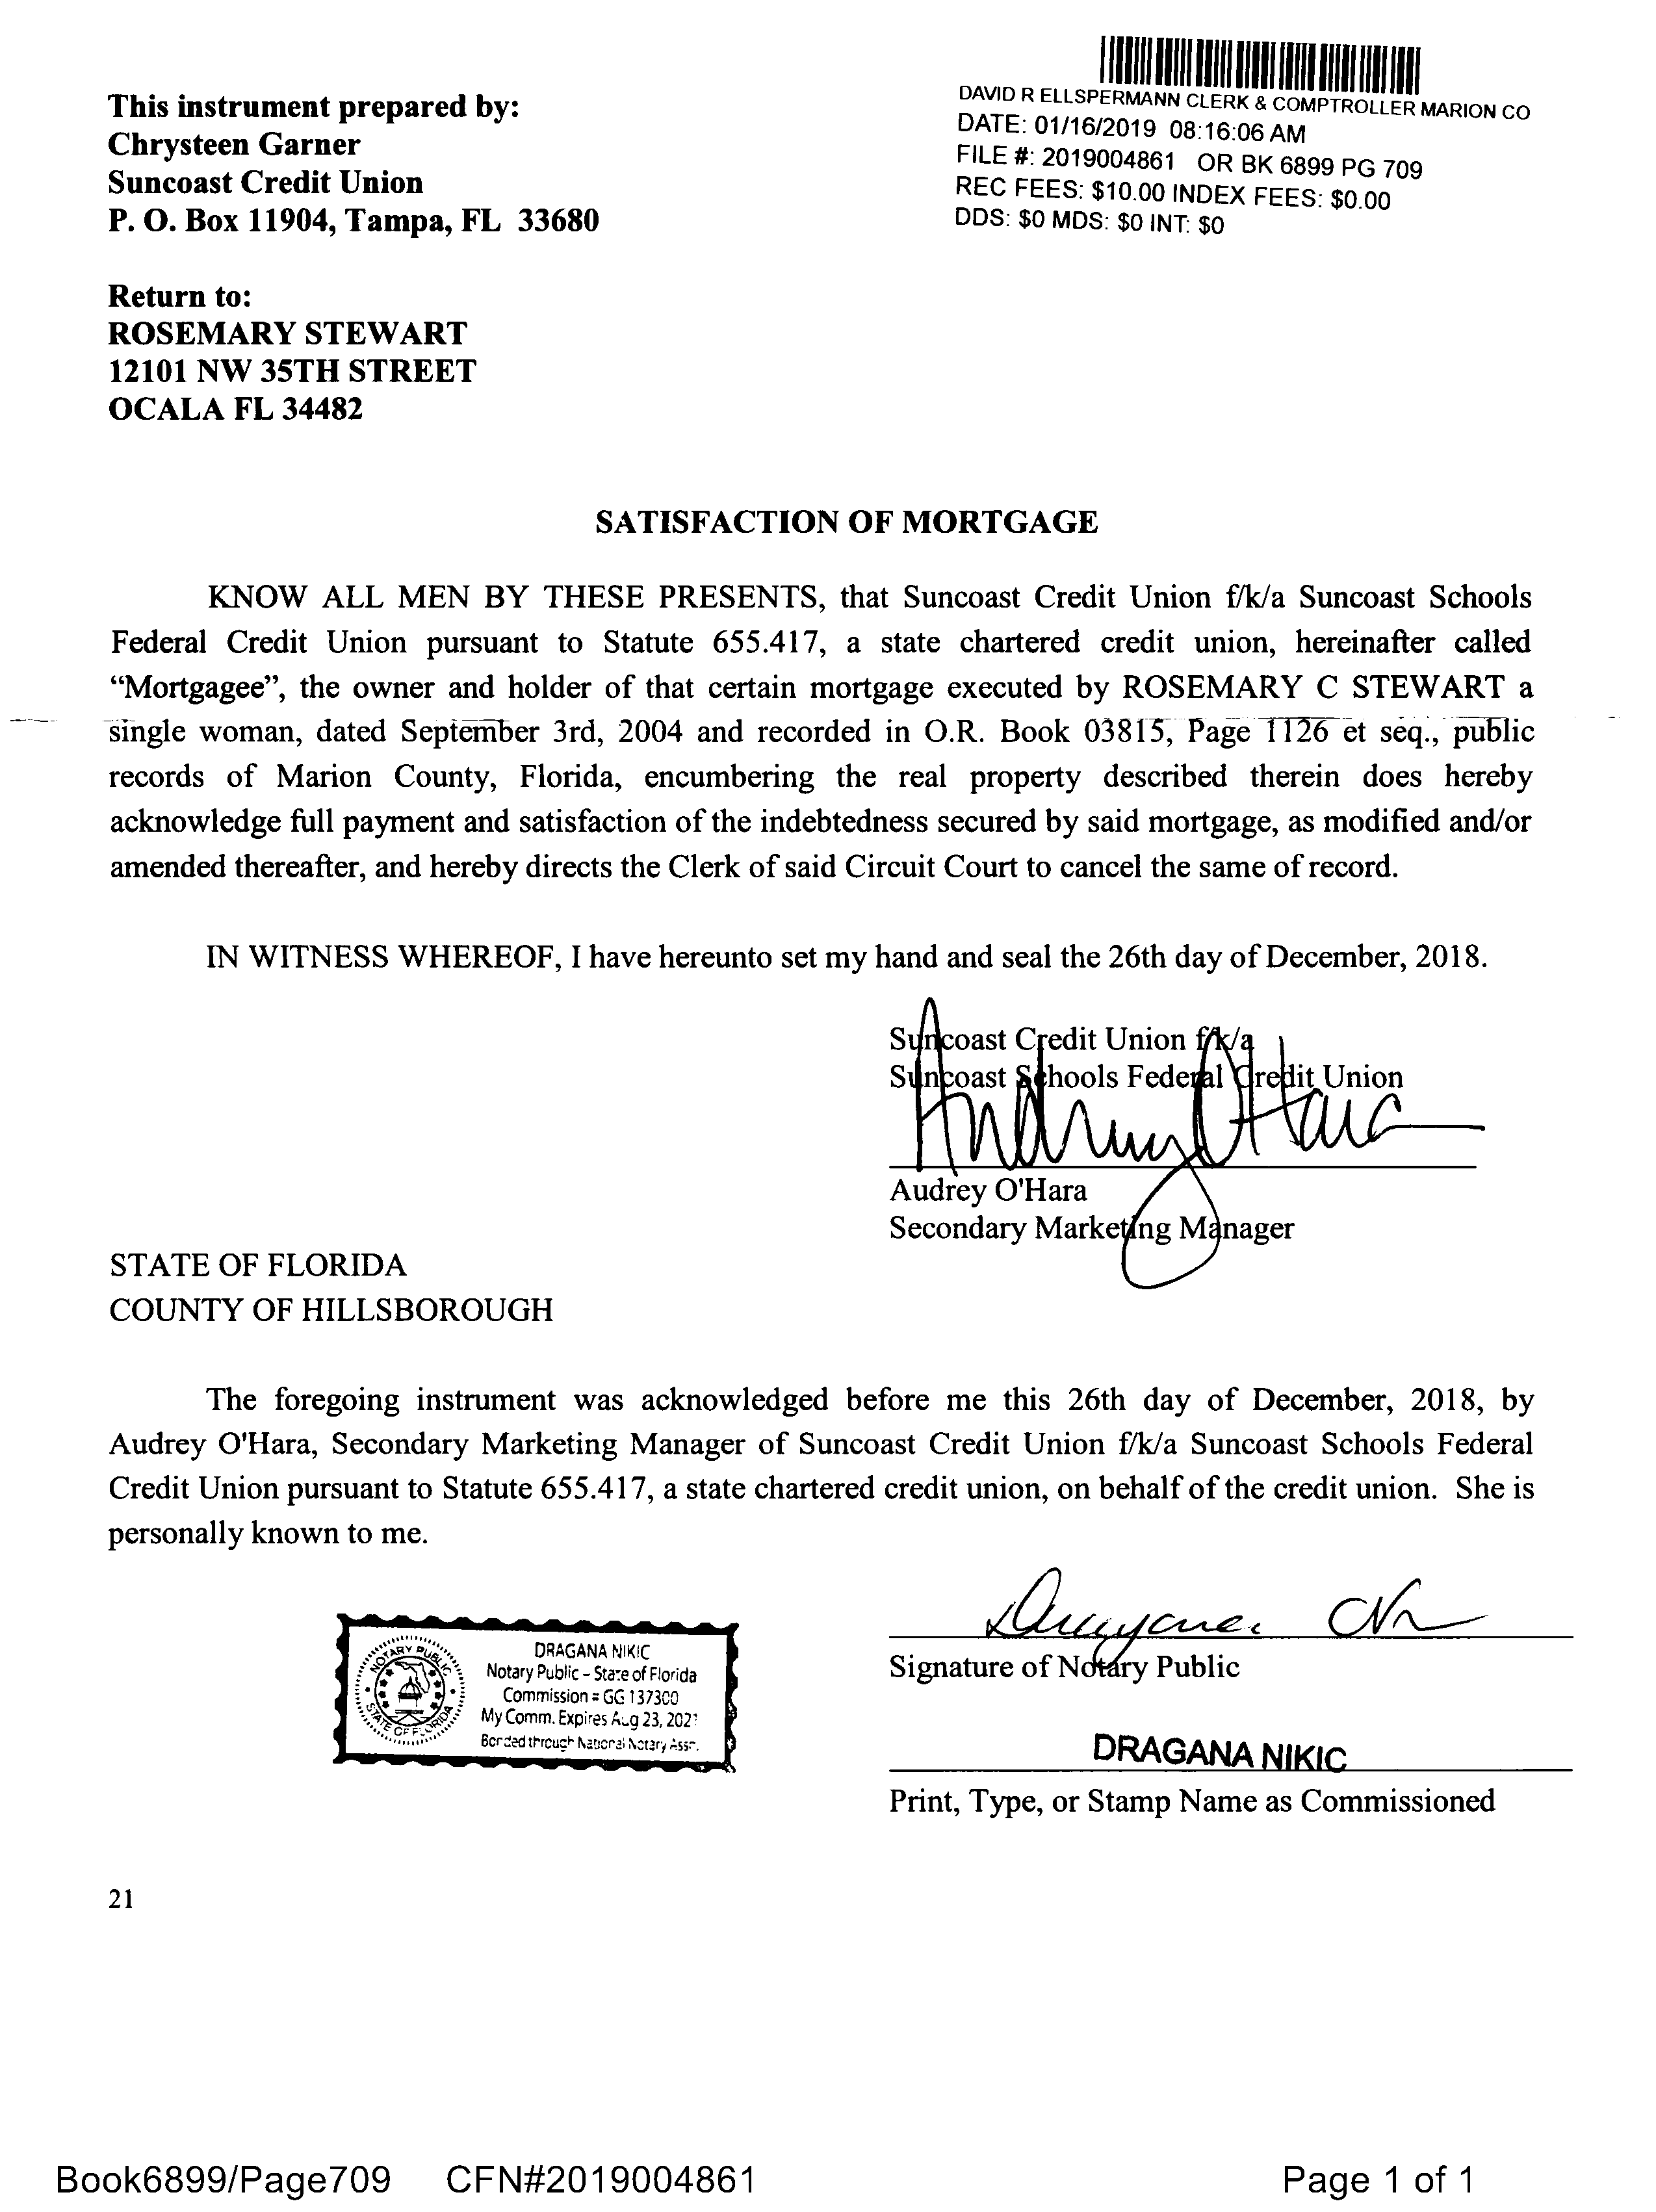 This instrument prepared by:
Chrysteen Garner
Suncoast Credit Union
P. O. Box 11904, Tampa, FL 33680
DAVID R ELLSPERMANN CLERK & COMPTROLLER MARION CO
DATE: 01/16/2019 08:16:06 AM
FILE #: 2019004861 OR BK 6899 PG 709
REC FEES: $10.00 INDEX FEES: $0.00
DDS: $0 MDS: $0 INT: $0
Return to:
ROSEMARY STEWART
12101 NW 35TH STREET
OCALA FL 34482
SATISFACTION OF MORTGAGE
KNOW ALL MEN BY THESE PRESENTS, that Suncoast Credit Union f/k/a Suncoast Schools
Federal Credit Union pursuant to Statute 655.417, a state chartered credit union, hereinafter called
“Mortgagee”, the owner and holder of that certain mortgage executed by ROSEMARY C STEWART a
single woman, dated September 3rd, 2004 and recorded in O.R. Book 03815, Page 1126 et seq., public
records of Marion County, Florida, encumbering the real property described therein does hereby
acknowledge full payment and satisfaction of the indebtedness secured by said mortgage, as modified and/or
amended thereafter, and hereby directs the Clerk of said Circuit Court to cancel the same of record.
IN WITNESS WHEREOF, I have hereunto set my hand and seal the 26th day of December, 2018.
Suncoast Credit Union f/k/a
Suncoast Schools Federal Credit Union
Audrey O'Hara
Audrey O'Hara
Secondary Marketing Manager
STATE OF FLORIDA
COUNTY OF HILLSBOROUGH
The foregoing instrument was acknowledged before me this 26th day of December, 2018, by
Audrey O'Hara, Secondary Marketing Manager of Suncoast Credit Union f/k/a Suncoast Schools Federal
Credit Union pursuant to Statute 655.417, a state chartered credit union, on behalf of the credit union. She is
personally known to me.
NOTARY PUBLIC
STATE OF FLORIDA
DRAGANA NIKIC
Notary Public – State of Florida
Commission # GG 137300
My Comm. Expires Aug 23, 2021
Bonded through National Notary Assn.
Signature of Notary Public
DRAGANA NIKIC
Print, Type, or Stamp Name as Commissioned
21
Book6899/Page709 CFN#2019004861 Page 1 of 1